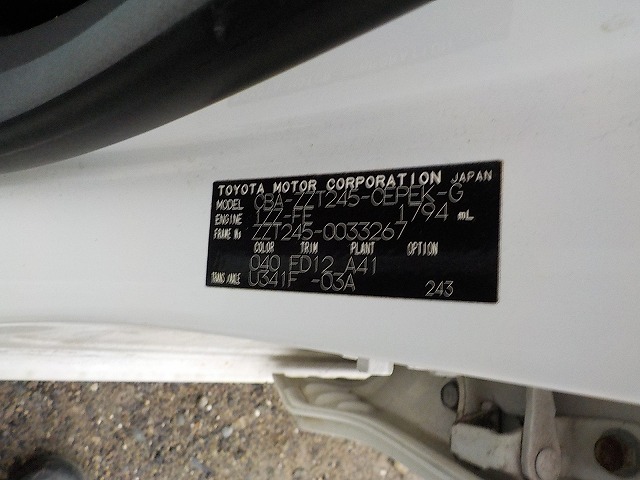 TOYOTA MOTOR CORPORATION JAPAN
MODEL CBA-ZZT245-CEPEK-G
ENGINE 1ZZ-FE 1794 mL
FRAME No ZZT245-0033267
COLOR TRIM PLANT OPTION
040 FD12 A41
TRANS/AXLE U341F -03A 243